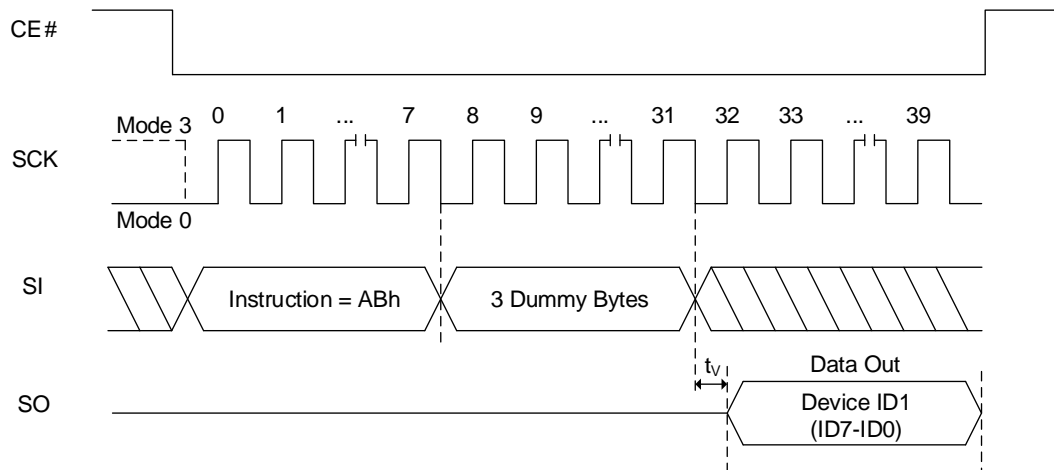 CE#
0 1 ... 7 8 9 ... 31 32 33 ... 39
Mode 3
SCK
Mode 0
SI
Instruction = ABh
3 Dummy Bytes
tV
Data Out
SO
Device ID1
(ID7-ID0)